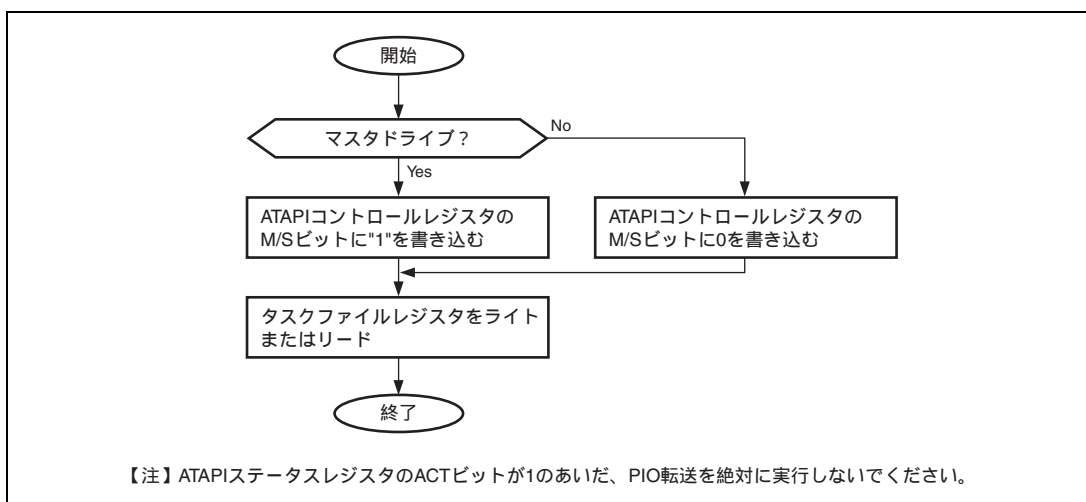 開始
マスタドライブ？
No
Yes
ATAPIコントロールレジスタの
M/Sビットに"1"を書き込む
ATAPIコントロールレジスタの
M/Sビットに0を書き込む
タスクファイルレジスタをライト
またはリード
終了
【注】ATAPIステータスレジスタのACTビットが1のあいだ、PIO転送を絶対に実行しないでください。